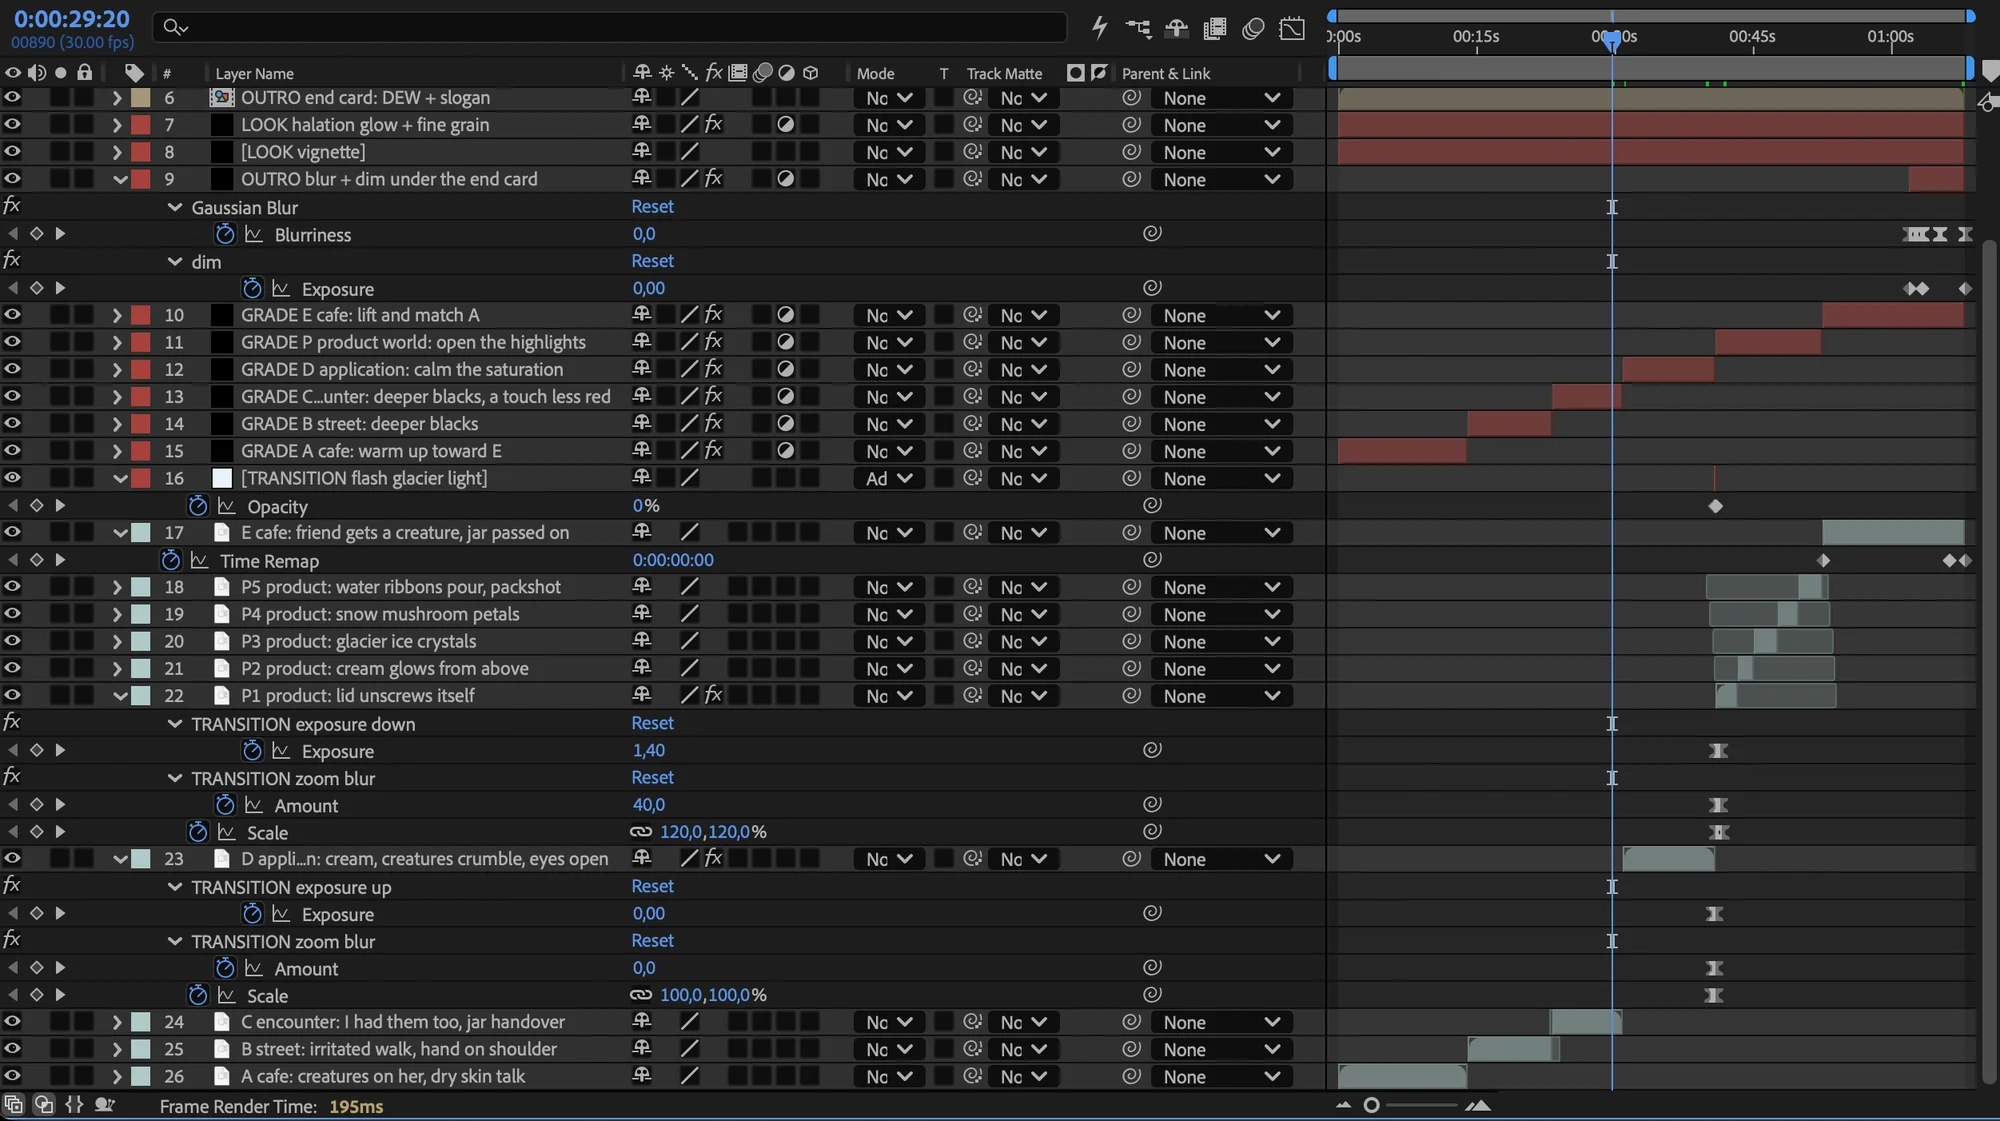 0:00:29:20
00890 (30.00 fps)
:00s 00:15s 00:30s 00:45s 01:00s
# Layer Name Mode T Track Matte Parent & Link
6 OUTRO end card: DEW + slogan No No None
7 LOOK halation glow + fine grain No No None
8 [LOOK vignette] No No None
9 OUTRO blur + dim under the end card No No None
fx Gaussian Blur Reset
Blurriness 0,0
fx dim Reset
Exposure 0,00
10 GRADE E cafe: lift and match A No No None
11 GRADE P product world: open the highlights No No None
12 GRADE D application: calm the saturation No No None
13 GRADE C...unter: deeper blacks, a touch less red No No None
14 GRADE B street: deeper blacks No No None
15 GRADE A cafe: warm up toward E No No None
16 [TRANSITION flash glacier light] Ad No None
Opacity 0%
17 E cafe: friend gets a creature, jar passed on No No None
Time Remap 0:00:00:00
18 P5 product: water ribbons pour, packshot No No None
19 P4 product: snow mushroom petals No No None
20 P3 product: glacier ice crystals No No None
21 P2 product: cream glows from above No No None
22 P1 product: lid unscrews itself fx No No None
fx TRANSITION exposure down Reset
Exposure 1,40
fx TRANSITION zoom blur Reset
Amount 40,0
Scale 120,0,120,0%
23 D appli...n: cream, creatures crumble, eyes open fx No No None
fx TRANSITION exposure up Reset
Exposure 0,00
fx TRANSITION zoom blur Reset
Amount 0,0
Scale 100,0,100,0%
24 C encounter: I had them too, jar handover No No None
25 B street: irritated walk, hand on shoulder No No None
26 A cafe: creatures on her, dry skin talk No No None
Frame Render Time: 195ms